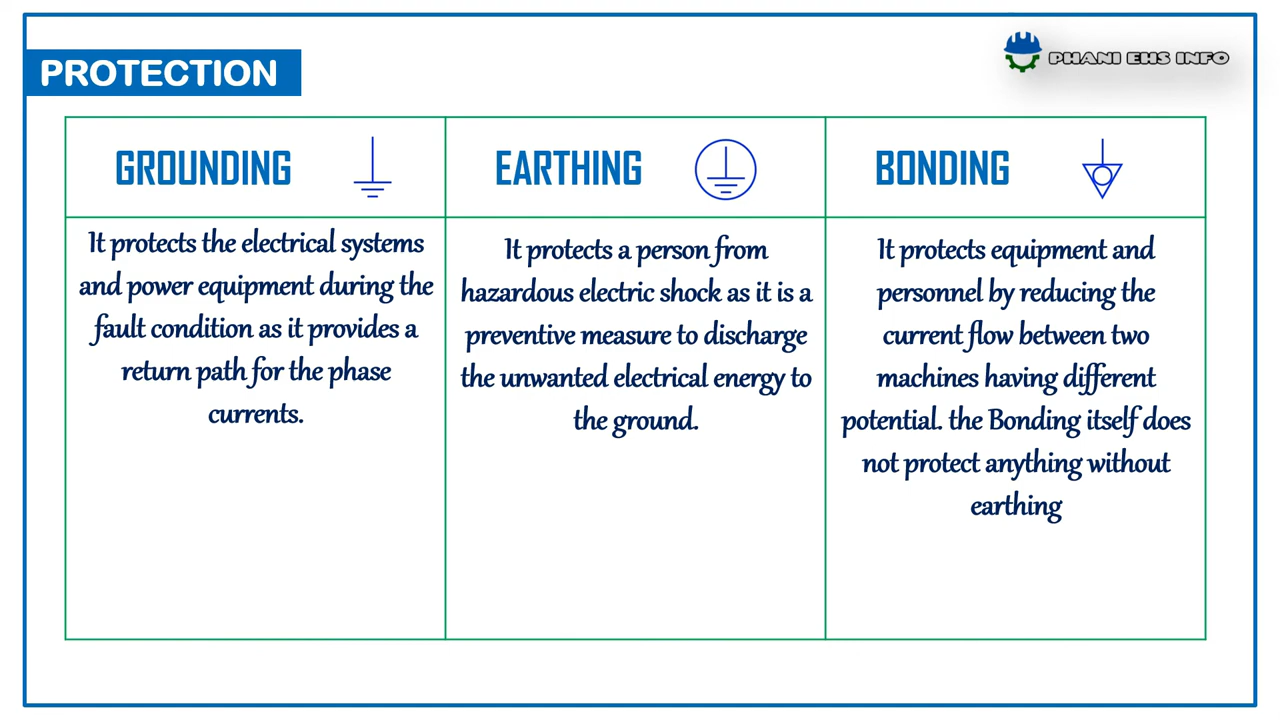 PROTECTION
PHANI EHS INFO
GROUNDING
EARTHING
BONDING
It protects the electrical systems
and power equipment during the
fault condition as it provides a
return path for the phase
currents.
It protects a person from
hazardous electric shock as it is a
preventive measure to discharge
the unwanted electrical energy to
the ground.
It protects equipment and
personnel by reducing the
current flow between two
machines having different
potential. the Bonding itself does
not protect anything without
earthing